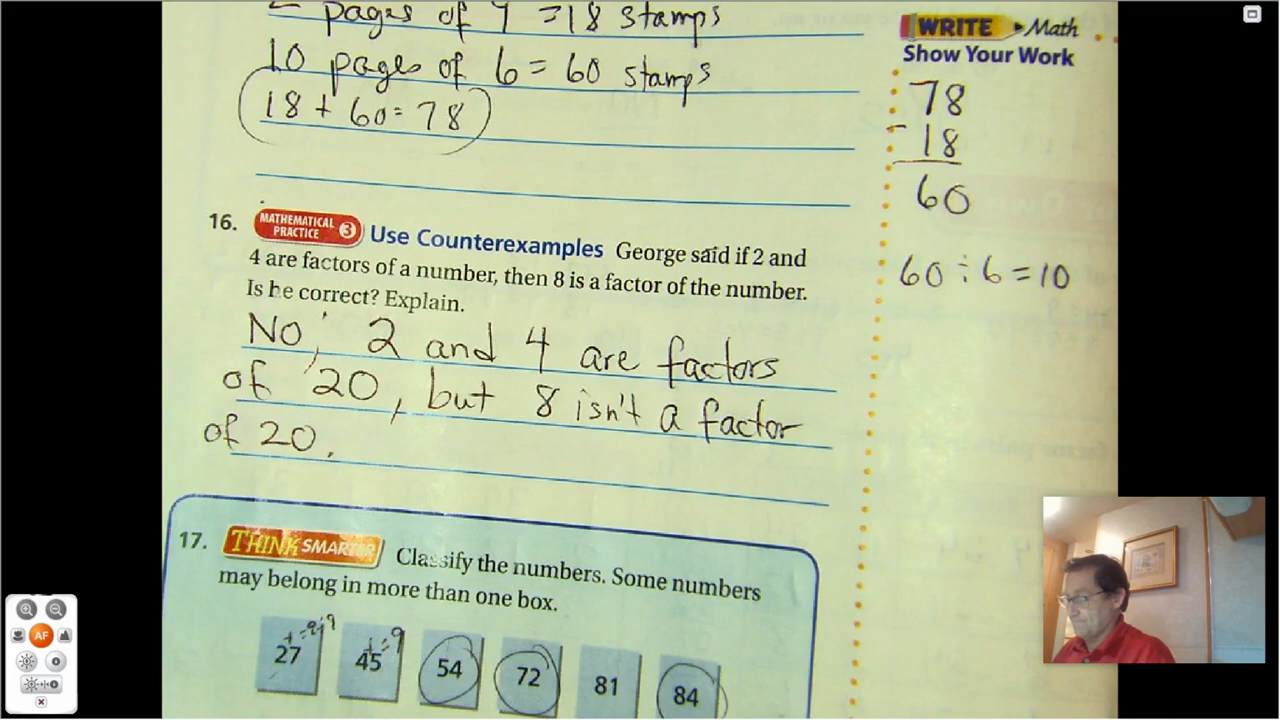 2 pages of 9 = 18 stamps
10 pages of 6 = 60 stamps
18 + 60 = 78
WRITE Math
Show Your Work
78
- 18
60
60 ÷ 6 = 10
16. MATHEMATICAL PRACTICE 3 Use Counterexamples George said if 2 and
4 are factors of a number, then 8 is a factor of the number.
Is he correct? Explain.
No, 2 and 4 are factors
of 20, but 8 isn't a factor
of 20.
17. THINK SMARTER Classify the numbers. Some numbers
may belong in more than one box.
27 45 54 72 81 84
AF